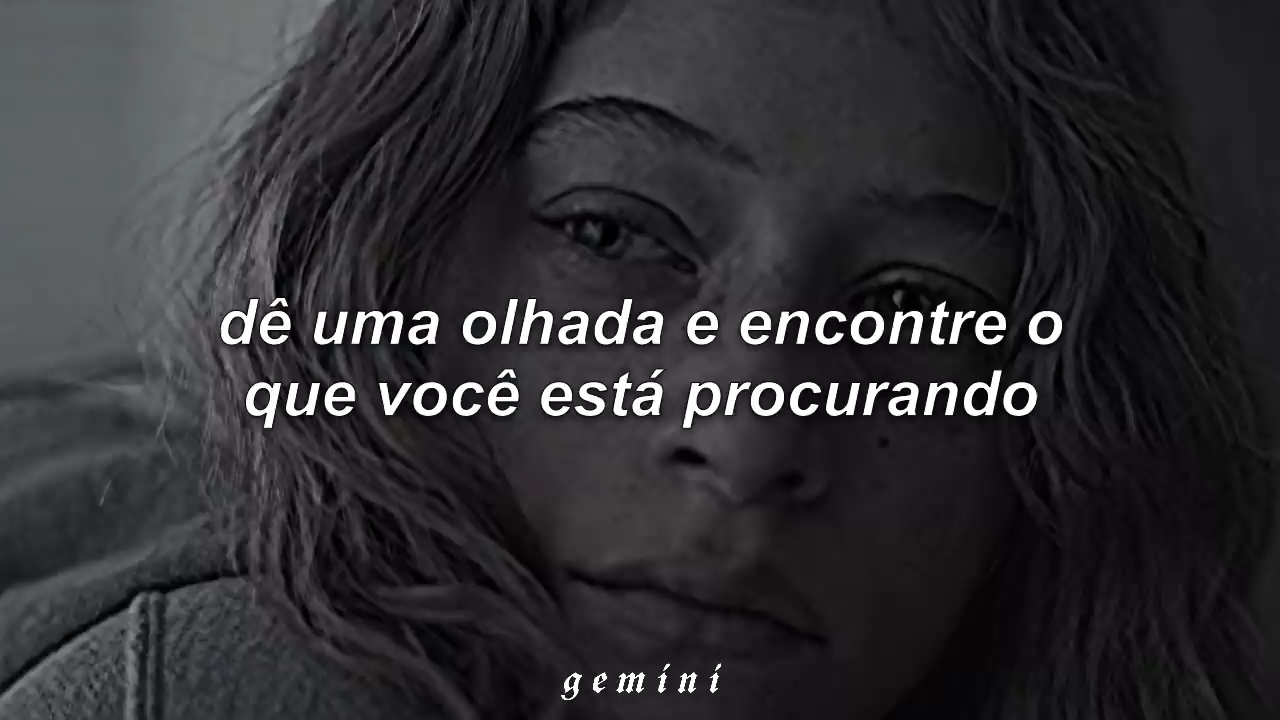 dê uma olhada e encontre o
que você está procurando
gemini